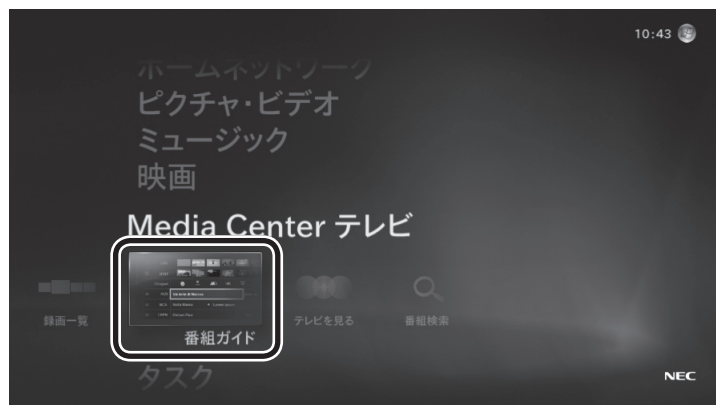 10:43
ホームネットワーク
ピクチャ・ビデオ
ミュージック
映画
Media Center テレビ
録画一覧
番組ガイド
テレビを見る
番組検索
タスク
NEC